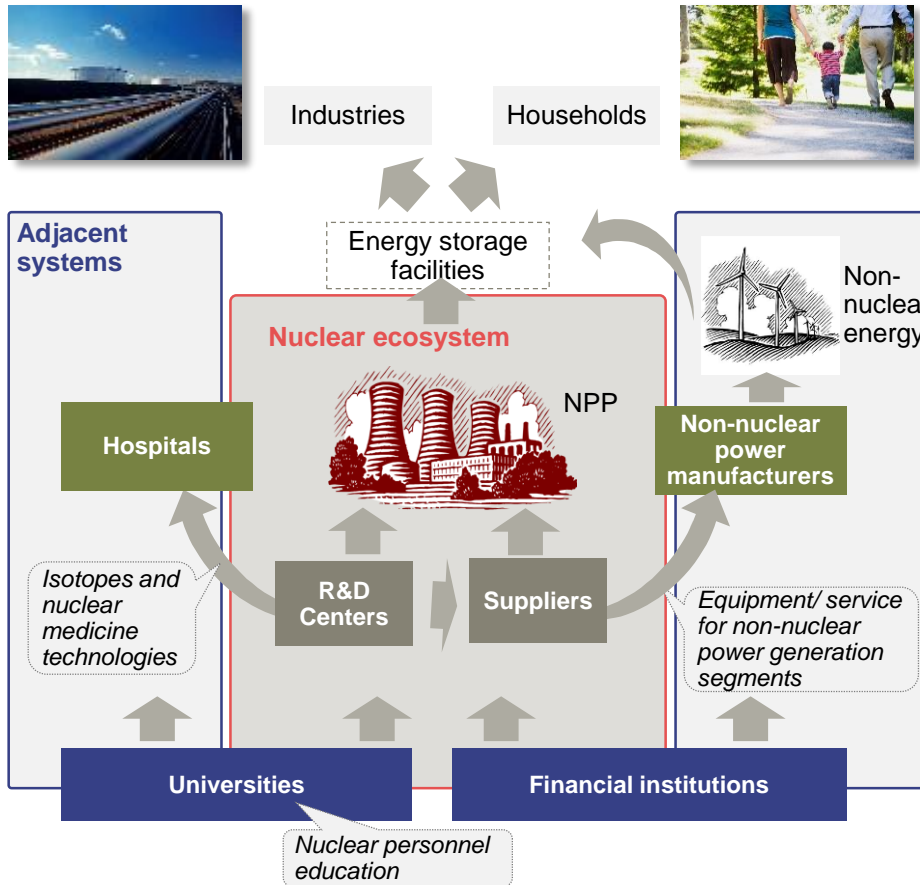 Industries
Households
Adjacent
systems
Energy storage
facilities
Non-
nuclear
energy
Nuclear ecosystem
NPP
Hospitals
Non-nuclear
power
manufacturers
Isotopes and
nuclear
medicine
technologies
R&D
Centers
Suppliers
Equipment/ service
for non-nuclear
power generation
segments
Universities
Financial institutions
Nuclear personnel
education